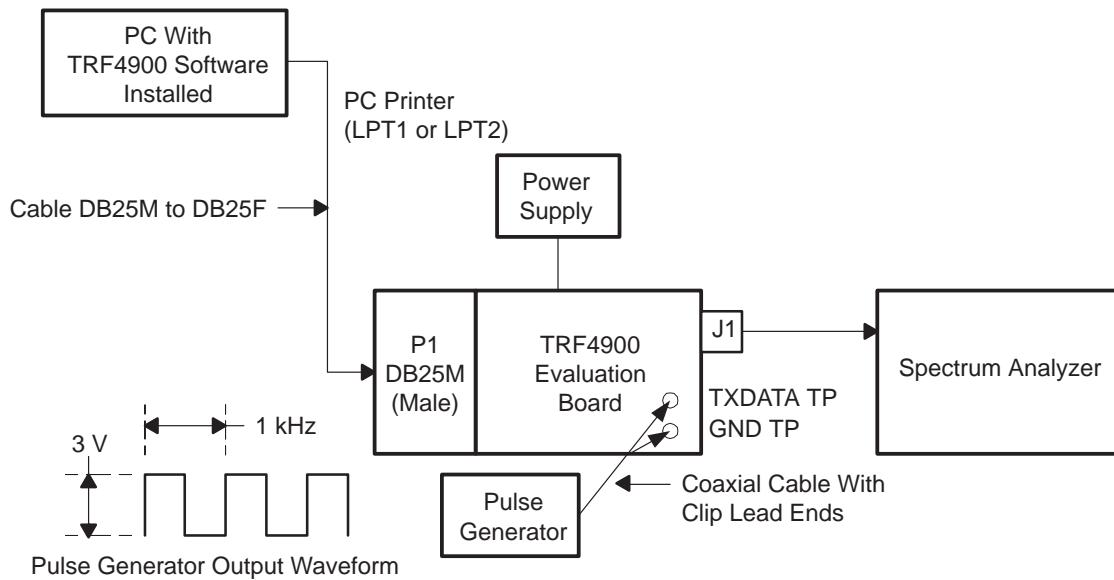 PC With
TRF4900 Software
Installed
PC Printer
(LPT1 or LPT2)
Cable DB25M to DB25F
Power
Supply
P1
DB25M
(Male)
TRF4900
Evaluation
Board
J1
Spectrum Analyzer
TXDATA TP
GND TP
1 kHz
3 V
Pulse
Generator
Coaxial Cable With
Clip Lead Ends
Pulse Generator Output Waveform